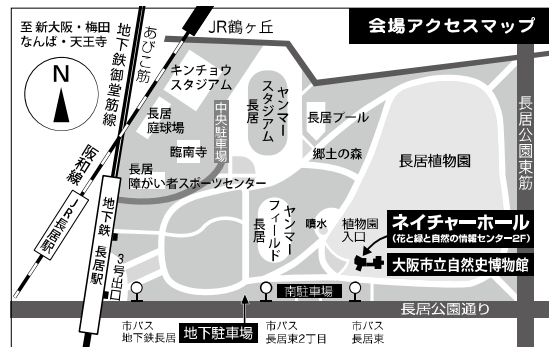 会場アクセスマップ
至 新大阪・梅田
なんば・天王寺
地下鉄御堂筋線
あびこ筋
JR鶴ヶ丘
N
キンチョウ
スタジアム
ヤンマー
スタジアム
長居
長居
庭球場
中央駐車場
長居プール
臨南寺
郷土の森
長居植物園
長居公園東筋
長居
障がい者スポーツセンター
阪和線
JR長居駅
地下鉄 長居駅
3号出口
ヤンマー
フィールド
長居
噴水
植物園
入口
ネイチャーホール
(花と緑と自然の情報センター2F)
大阪市立自然史博物館
南駐車場
長居公園通り
市バス
地下鉄長居
地下駐車場
市バス
長居東2丁目
市バス
長居東